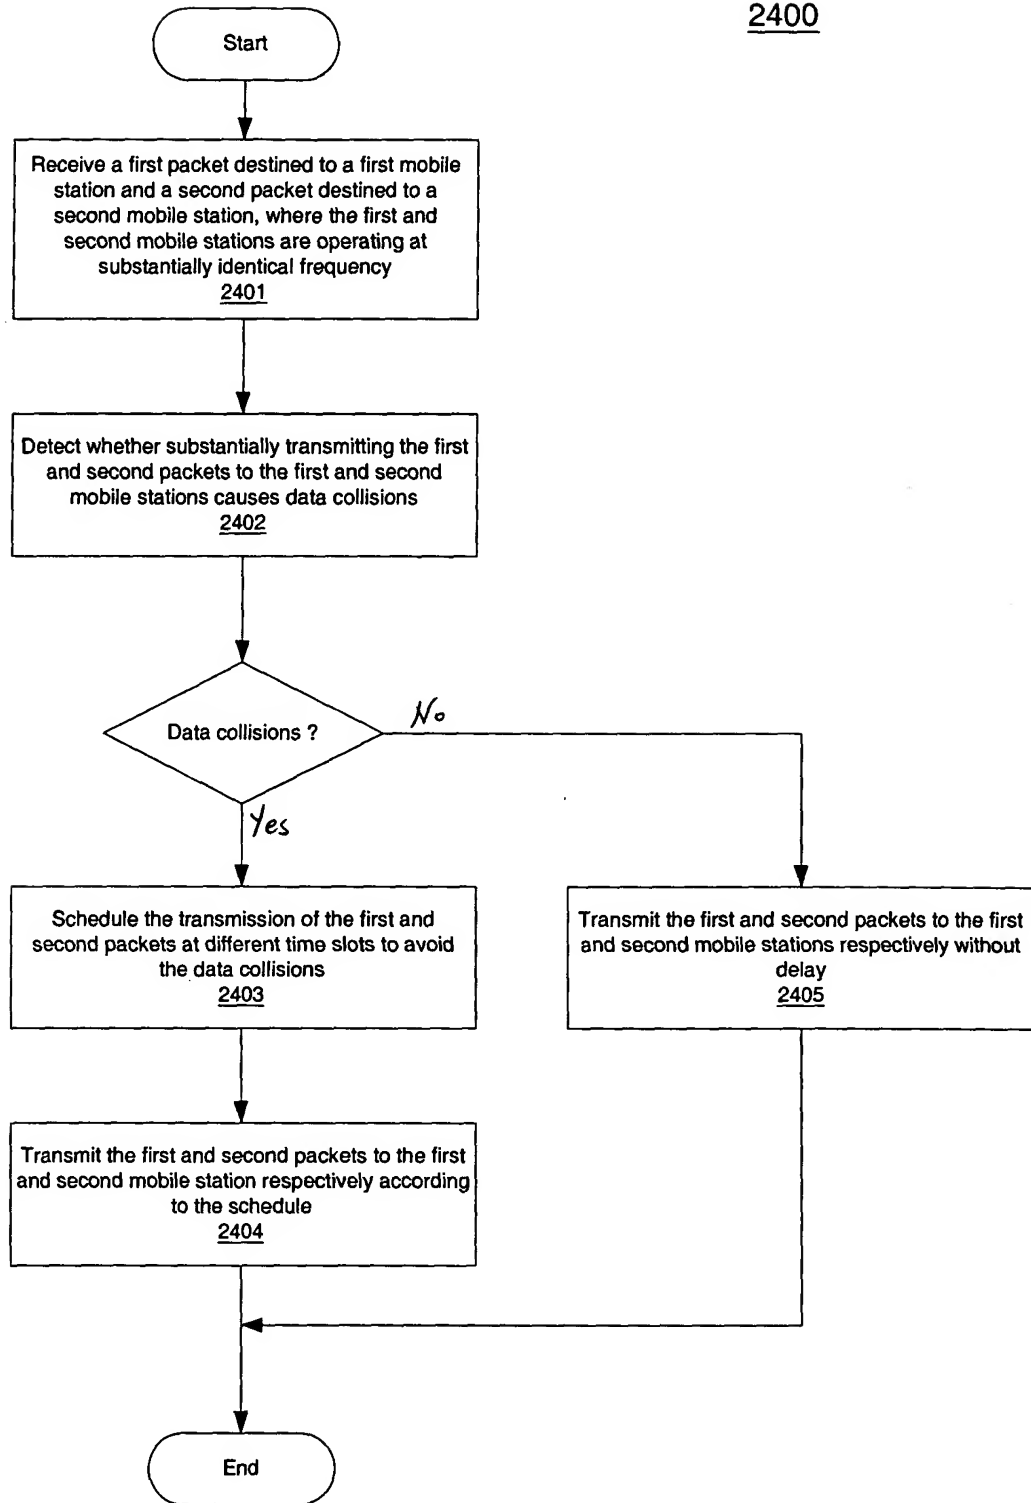 2400
Start
Receive a first packet destined to a first mobile
station and a second packet destined to a
second mobile station, where the first and
second mobile stations are operating at
substantially identical frequency
2401
Detect whether substantially transmitting the first
and second packets to the first and second
mobile stations causes data collisions
2402
Data collisions ?
No
Yes
Schedule the transmission of the first and
second packets at different time slots to avoid
the data collisions
2403
Transmit the first and second packets to the first
and second mobile stations respectively without
delay
2405
Transmit the first and second packets to the first
and second mobile station respectively according
to the schedule
2404
End